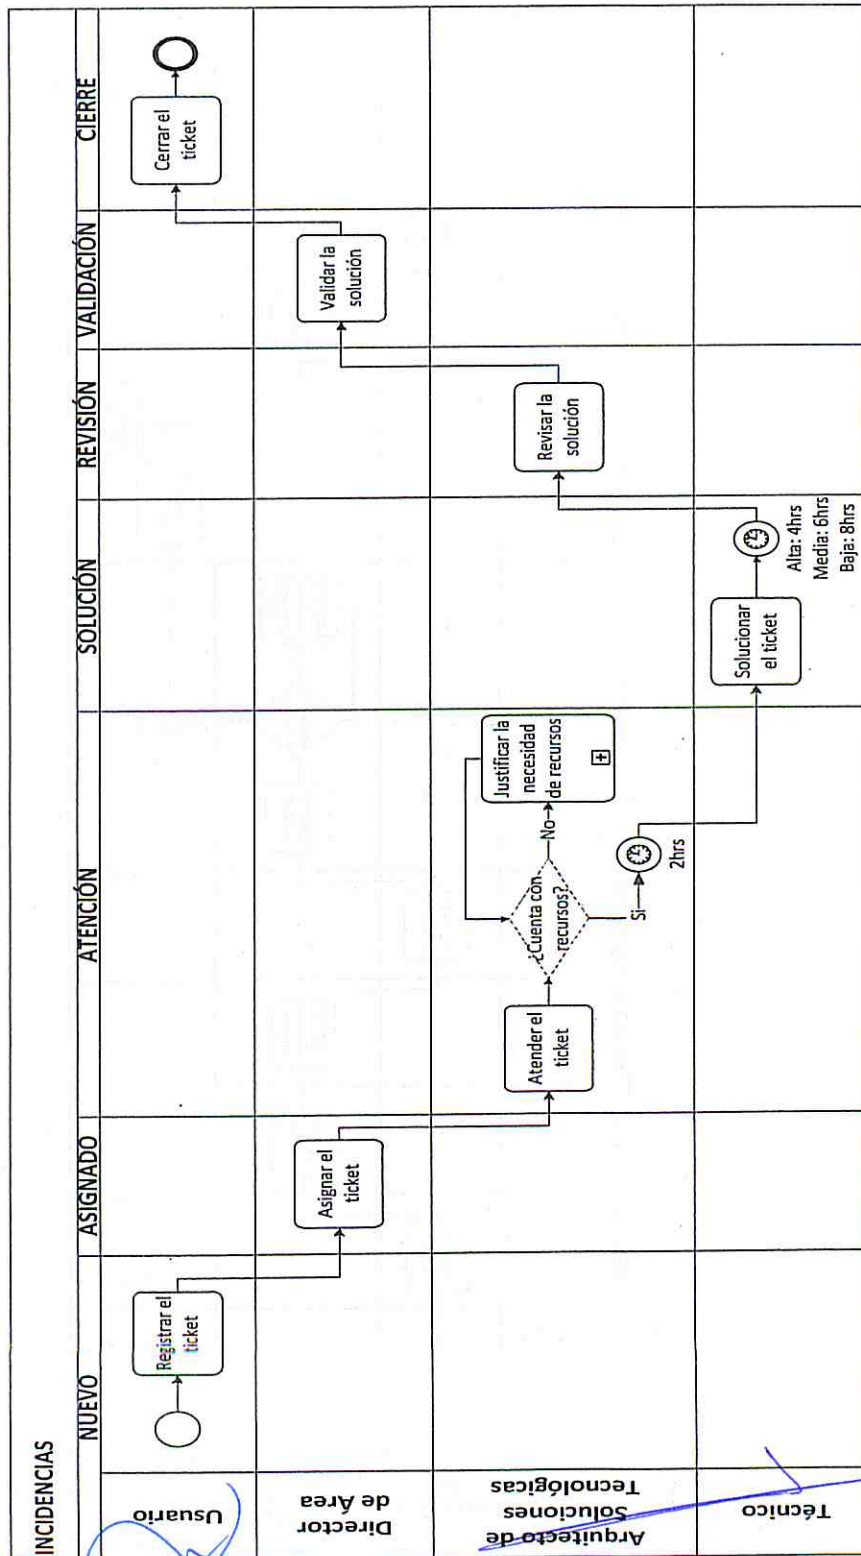 INCIDENCIAS
NUEVO
ASIGNADO
ATENCIÓN
SOLUCIÓN
REVISIÓN
VALIDACIÓN
CIERRE
Usuario
Registrar el
ticket
Cerrar el
ticket
Director
de Área
Asignar el
ticket
Validar la
solución
Arquitecto de
Soluciones
Tecnológicas
Atender el
ticket
¿Cuenta con
recursos?
No
Justificar la
necesidad
de recursos
Si
2hrs
Revisar la
solución
Técnico
Solucionar
el ticket
Alta: 4hrs
Media: 6hrs
Baja: 8hrs